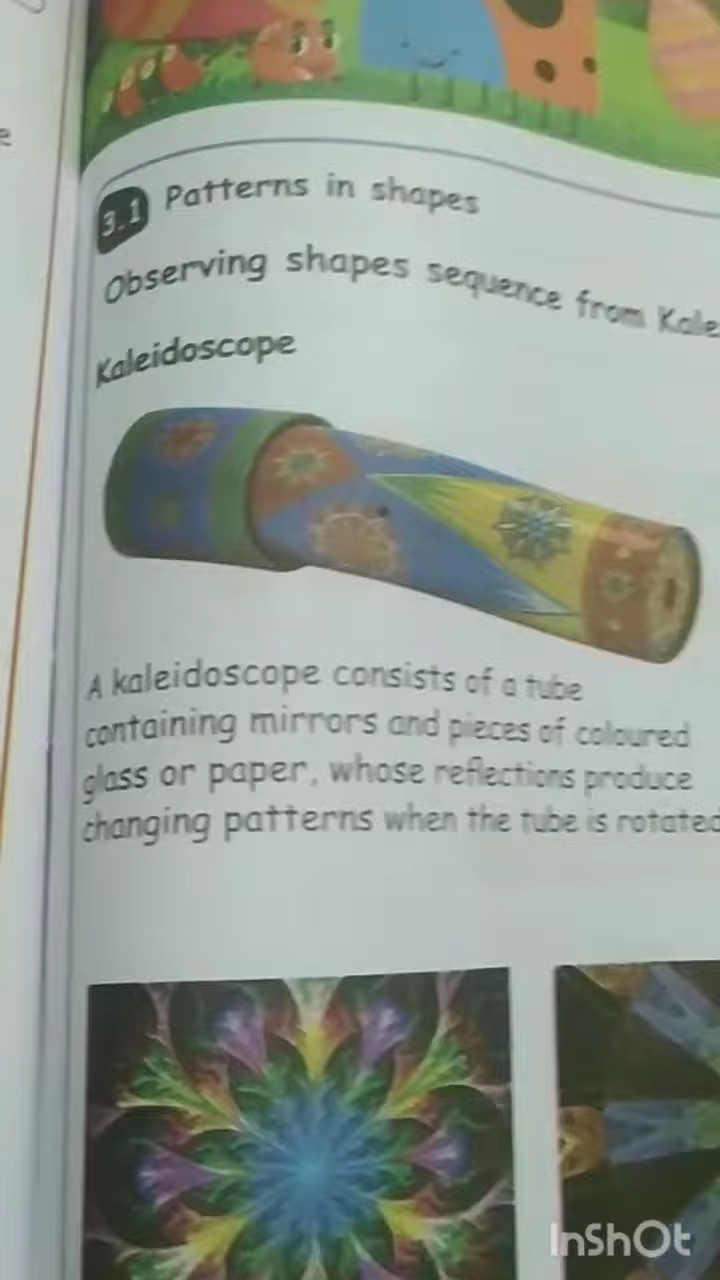 3.1 Patterns in shapes
Observing shapes sequence from Kale
Kaleidoscope
A kaleidoscope consists of a tube
containing mirrors and pieces of coloured
glass or paper, whose reflections produce
changing patterns when the tube is rotated
InShOt